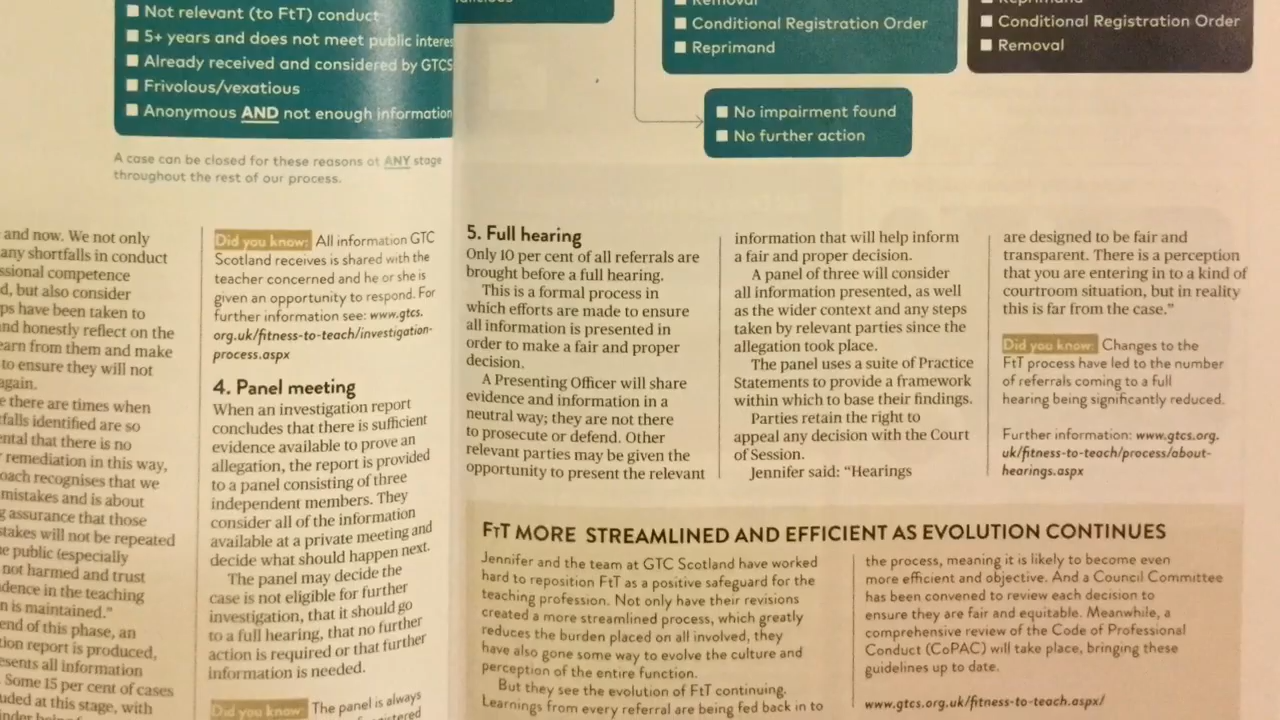 Not relevant (to FtT) conduct
5+ years and does not meet public interes
Already received and considered by GTCS
Frivolous/vexatious
Anonymous AND not enough information
A case can be closed for these reasons at ANY stage
throughout the rest of our process.
Removal
Conditional Registration Order
Reprimand
Reprimand
Conditional Registration Order
Removal
No impairment found
No further action
and now. We not only
any shortfalls in conduct
ssional competence
d, but also consider
ps have been taken to
nd honestly reflect on the
earn from them and make
to ensure they will not
again.
e there are times when
falls identified are so
ental that there is no
r remediation in this way,
oach recognises that we
mistakes and is about
g assurance that those
stakes will not be repeated
e public (especially
not harmed and trust
dence in the teaching
n is maintained."
end of this phase, an
tion report is produced,
esents all information
Some 15 per cent of cases
uded at this stage, with
Did you know: All information GTC
Scotland receives is shared with the
teacher concerned and he or she is
given an opportunity to respond. For
further information see: www.gtcs.
org.uk/fitness-to-teach/investigation-
process.aspx
4. Panel meeting
When an investigation report
concludes that there is sufficient
evidence available to prove an
allegation, the report is provided
to a panel consisting of three
independent members. They
consider all of the information
available at a private meeting and
decide what should happen next.
The panel may decide the
case is not eligible for further
investigation, that it should go
to a full hearing, that no further
action is required or that further
information is needed.
Did you know: The panel is always
5. Full hearing
Only 10 per cent of all referrals are
brought before a full hearing.
This is a formal process in
which efforts are made to ensure
all information is presented in
order to make a fair and proper
decision.
A Presenting Officer will share
evidence and information in a
neutral way; they are not there
to prosecute or defend. Other
relevant parties may be given the
opportunity to present the relevant
information that will help inform
a fair and proper decision.
A panel of three will consider
all information presented, as well
as the wider context and any steps
taken by relevant parties since the
allegation took place.
The panel uses a suite of Practice
Statements to provide a framework
within which to base their findings.
Parties retain the right to
appeal any decision with the Court
of Session.
Jennifer said: “Hearings
are designed to be fair and
transparent. There is a perception
that you are entering in to a kind of
courtroom situation, but in reality
this is far from the case.”
Did you know: Changes to the
FtT process have led to the number
of referrals coming to a full
hearing being significantly reduced.
Further information: www.gtcs.org.
uk/fitness-to-teach/process/about-
hearings.aspx
FtT MORE STREAMLINED AND EFFICIENT AS EVOLUTION CONTINUES
Jennifer and the team at GTC Scotland have worked
hard to reposition FtT as a positive safeguard for the
teaching profession. Not only have their revisions
created a more streamlined process, which greatly
reduces the burden placed on all involved, they
have also gone some way to evolve the culture and
perception of the entire function.
But they see the evolution of FtT continuing.
Learnings from every referral are being fed back in to
the process, meaning it is likely to become even
more efficient and objective. And a Council Committee
has been convened to review each decision to
ensure they are fair and equitable. Meanwhile, a
comprehensive review of the Code of Professional
Conduct (CoPAC) will take place, bringing these
guidelines up to date.
www.gtcs.org.uk/fitness-to-teach.aspx/